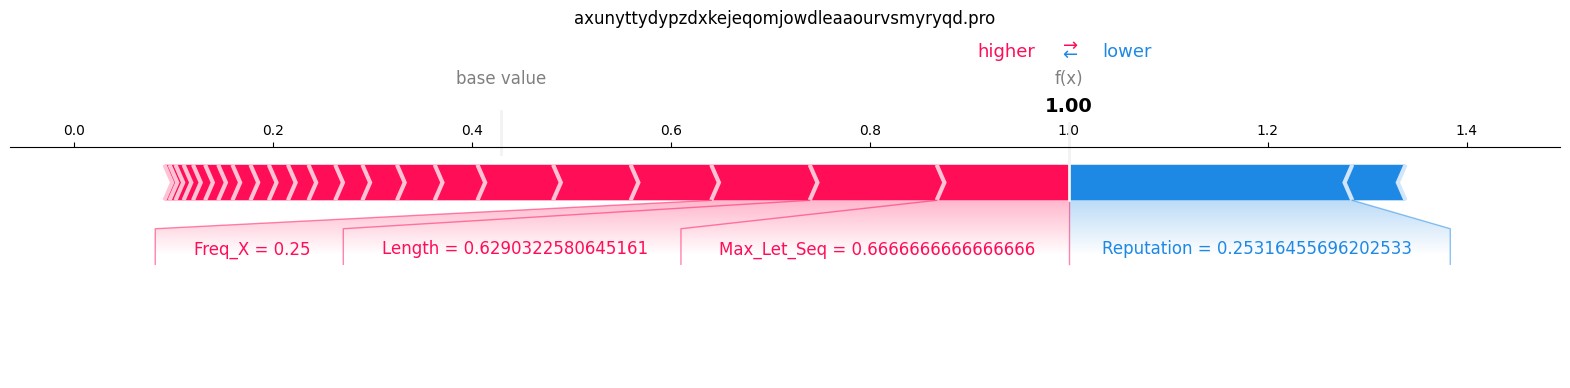 axunyttydypzdxkejeqomjowdleaaourvsmyryqd.pro
higher → ← lower
base value f(x)
1.00
0.0 0.2 0.4 0.6 0.8 1.0 1.2 1.4
Freq_X = 0.25 Length = 0.6290322580645161 Max_Let_Seq = 0.6666666666666666 Reputation = 0.25316455696202533